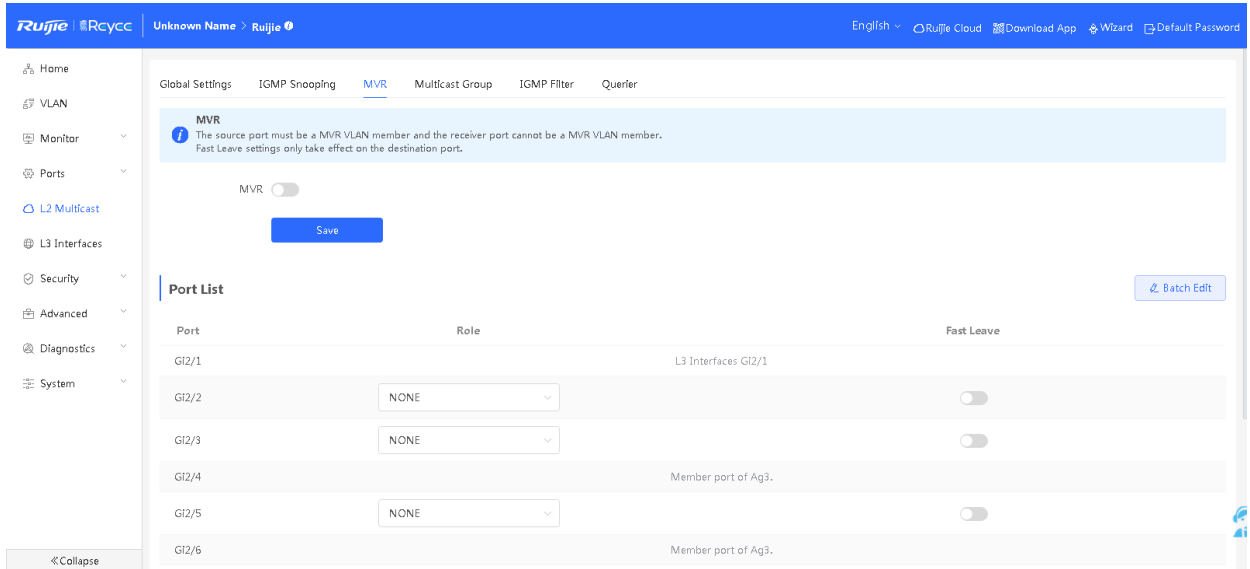 Ruijie | Rcycc Unknown Name > Ruijie English Ruijie Cloud Download App Wizard Default Password
Home
VLAN
Monitor
Ports
L2 Multicast
L3 Interfaces
Security
Advanced
Diagnostics
System
«Collapse
Global Settings IGMP Snooping MVR Multicast Group IGMP Filter Querier
MVR
The source port must be a MVR VLAN member and the receiver port cannot be a MVR VLAN member.
Fast Leave settings only take effect on the destination port.
MVR
Save
Port List Batch Edit
Port Role Fast Leave
Gi2/1 L3 Interfaces Gi2/1
Gi2/2 NONE
Gi2/3 NONE
Gi2/4 Member port of Ag3.
Gi2/5 NONE
Gi2/6 Member port of Ag3.